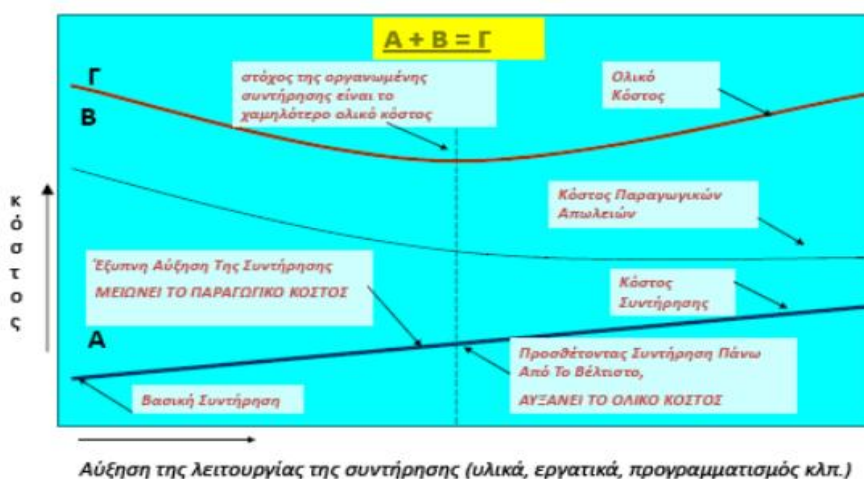 Α + Β = Γ
Γ
στόχος της οργανωμένης
συντήρησης είναι το
χαμηλότερο ολικό κόστος
Ολικό
Κόστος
Β
κόστος
Κόστος Παραγωγικών
Απωλειών
Έξυπνη Αύξηση Της Συντήρησης
ΜΕΙΩΝΕΙ ΤΟ ΠΑΡΑΓΩΓΙΚΟ ΚΟΣΤΟΣ
Κόστος
Συντήρησης
Α
Προσθέτοντας Συντήρηση Πάνω
Από Το Βέλτιστο,
ΑΥΞΑΝΕΙ ΤΟ ΟΛΙΚΟ ΚΟΣΤΟΣ
Βασική Συντήρηση
Αύξηση της λειτουργίας της συντήρησης (υλικά, εργατικά, προγραμματισμός κλπ.)